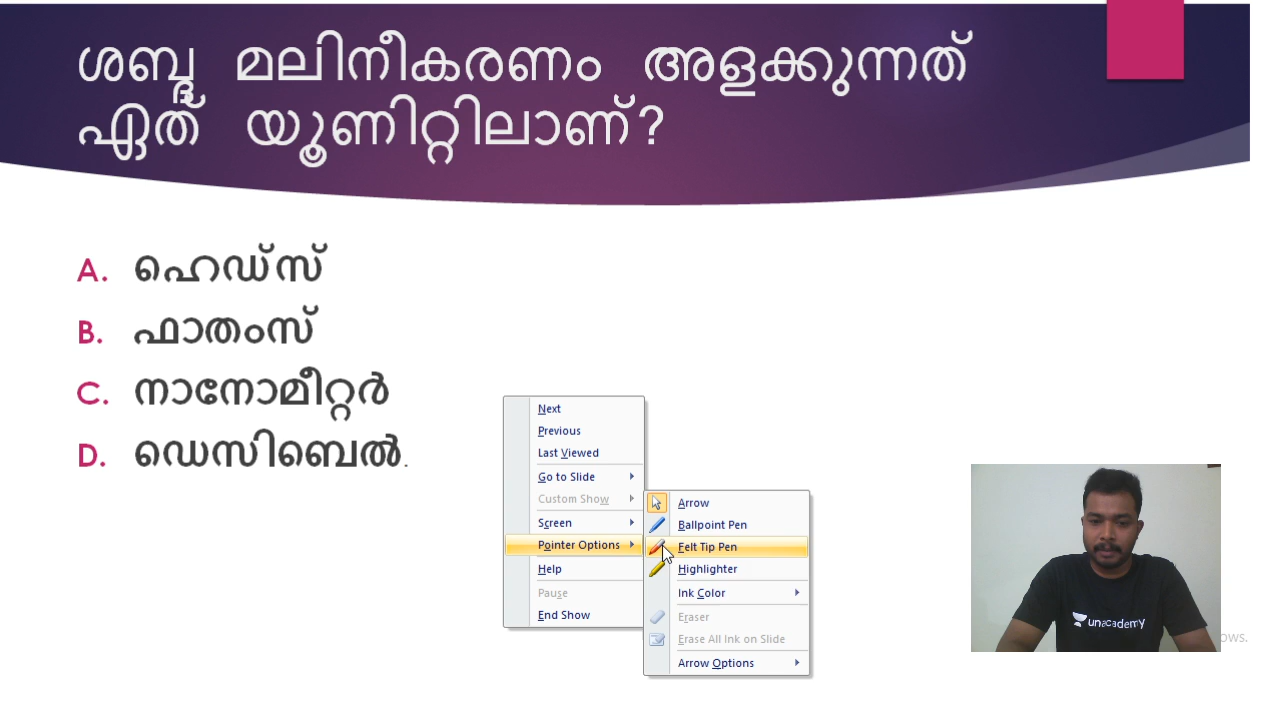 ശബ്ദ മലിനീകരണം അളക്കുന്നത്
ഏത് യൂണിറ്റിലാണ്?
A. ഹെഡ്സ്
B. ഫാതംസ്
C. നാനോമീറ്റർ
D. ഡെസിബെൽ.
Next
Previous
Last Viewed
Go to Slide
Custom Show
Screen
Pointer Options
Help
Pause
End Show
Arrow
Ballpoint Pen
Felt Tip Pen
Highlighter
Ink Color
Eraser
Erase All Ink on Slide
Arrow Options
unacademy